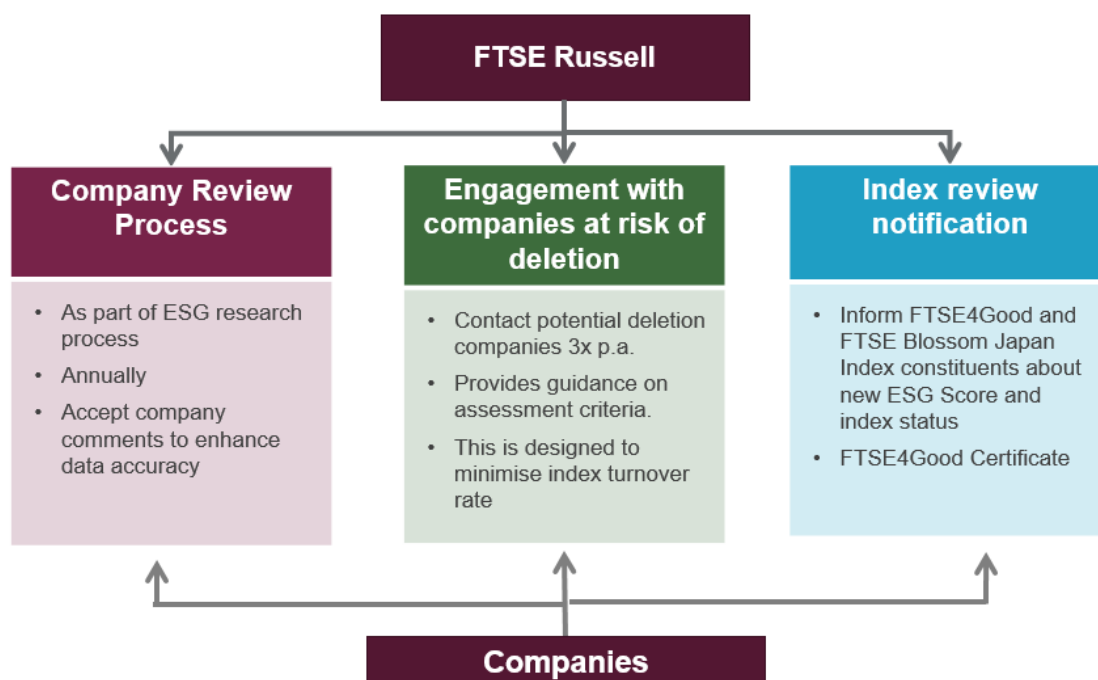 FTSE Russell
Company Review
Process
• As part of ESG research
process
• Annually
• Accept company
comments to enhance
data accuracy
Engagement with
companies at risk of
deletion
• Contact potential deletion
companies 3x p.a.
• Provides guidance on
assessment criteria.
• This is designed to
minimise index turnover
rate
Index review
notification
• Inform FTSE4Good and
FTSE Blossom Japan
Index constituents about
new ESG Score and
index status
• FTSE4Good Certificate
Companies